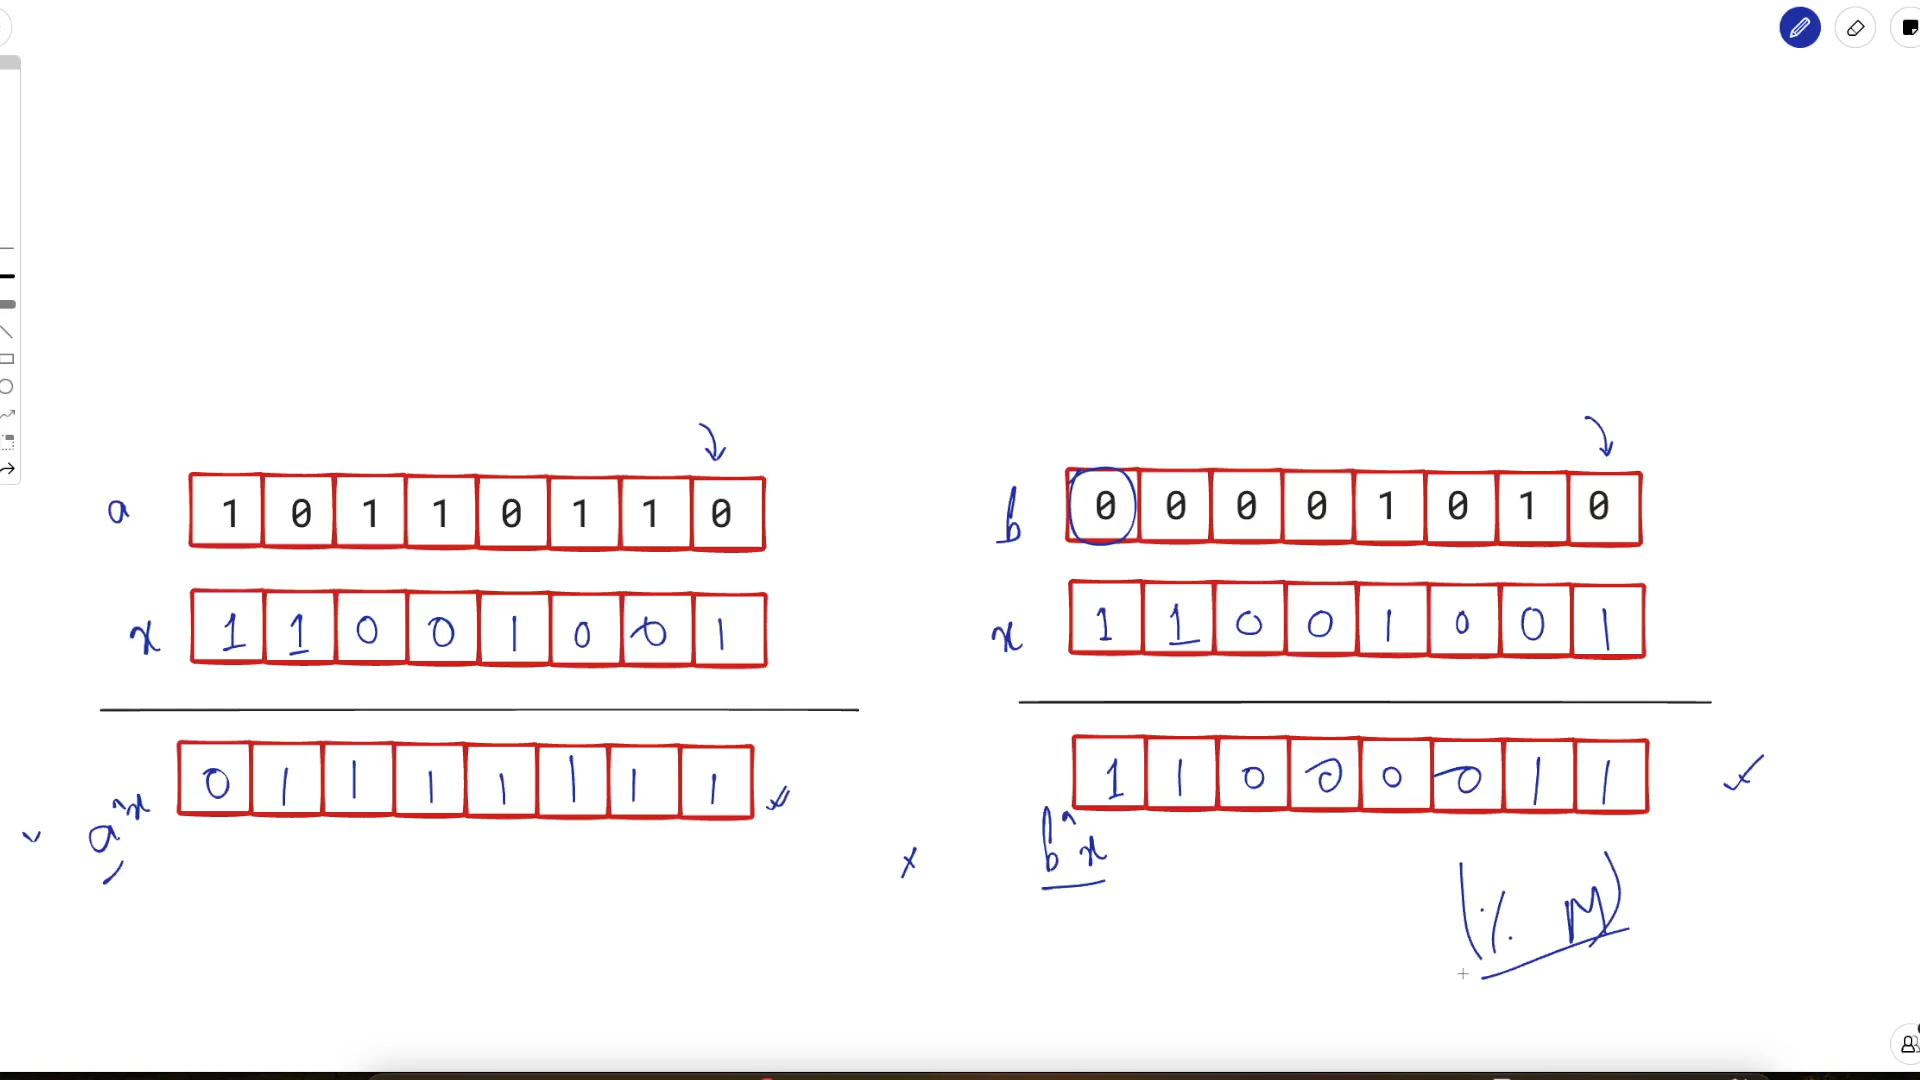 a 1 0 1 1 0 1 1 0
x 1 1 0 0 1 0 0 1
a^x 0 1 1 1 1 1 1 1
x
b 0 0 0 0 1 0 1 0
x 1 1 0 0 1 0 0 1
b^x 1 1 0 0 0 0 1 1
(% M)